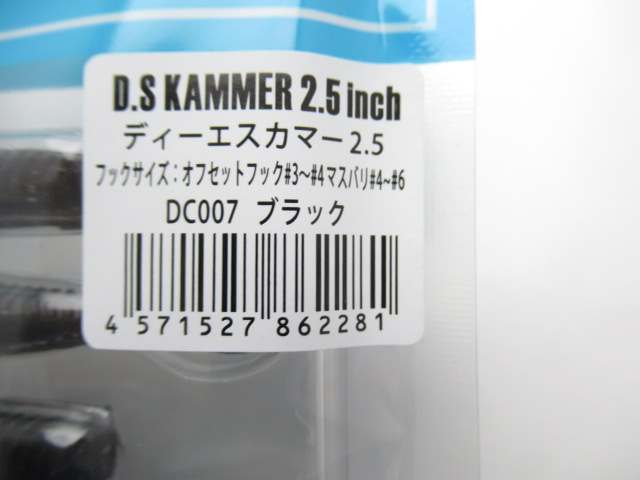 D.S KAMMER 2.5 inch
ディーエスカマー2.5
フックサイズ：オフセットフック#3～#4マスバリ#4~#6
DC007 ブラック
4 571527 862281